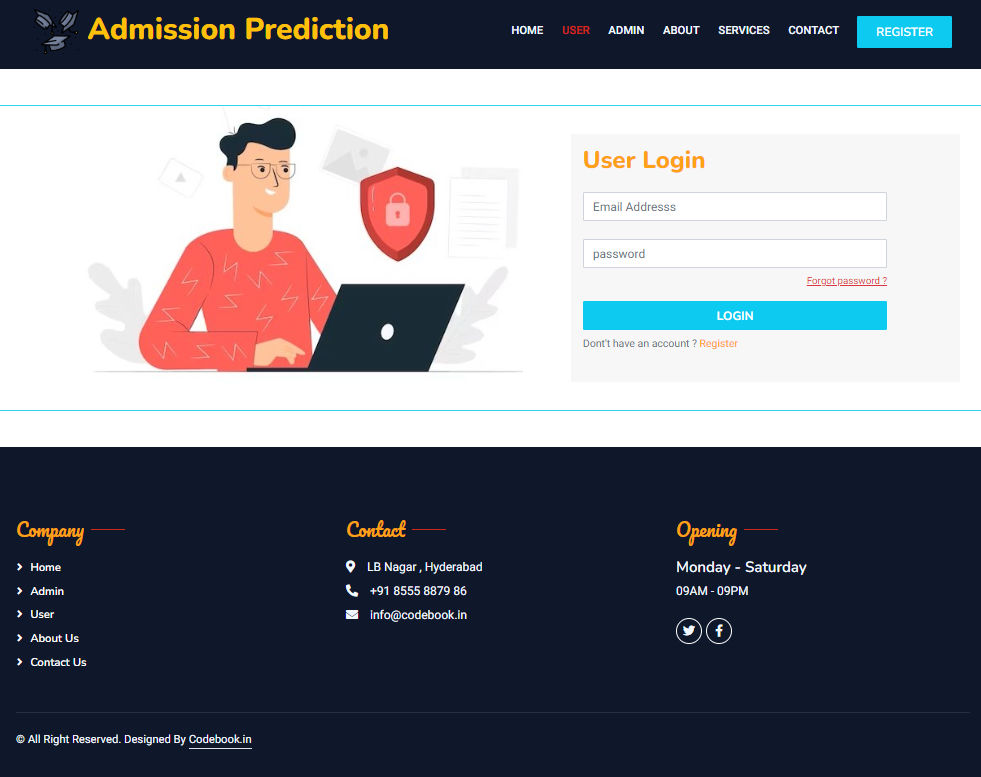 Admission Prediction
HOME USER ADMIN ABOUT SERVICES CONTACT REGISTER
User Login
Email Addresss
password
Forgot password ?
LOGIN
Dont't have an account ? Register
Company
Home
Admin
User
About Us
Contact Us
Contact
LB Nagar , Hyderabad
+91 8555 8879 86
info@codebook.in
Opening
Monday - Saturday
09AM - 09PM
© All Right Reserved. Designed By Codebook.in